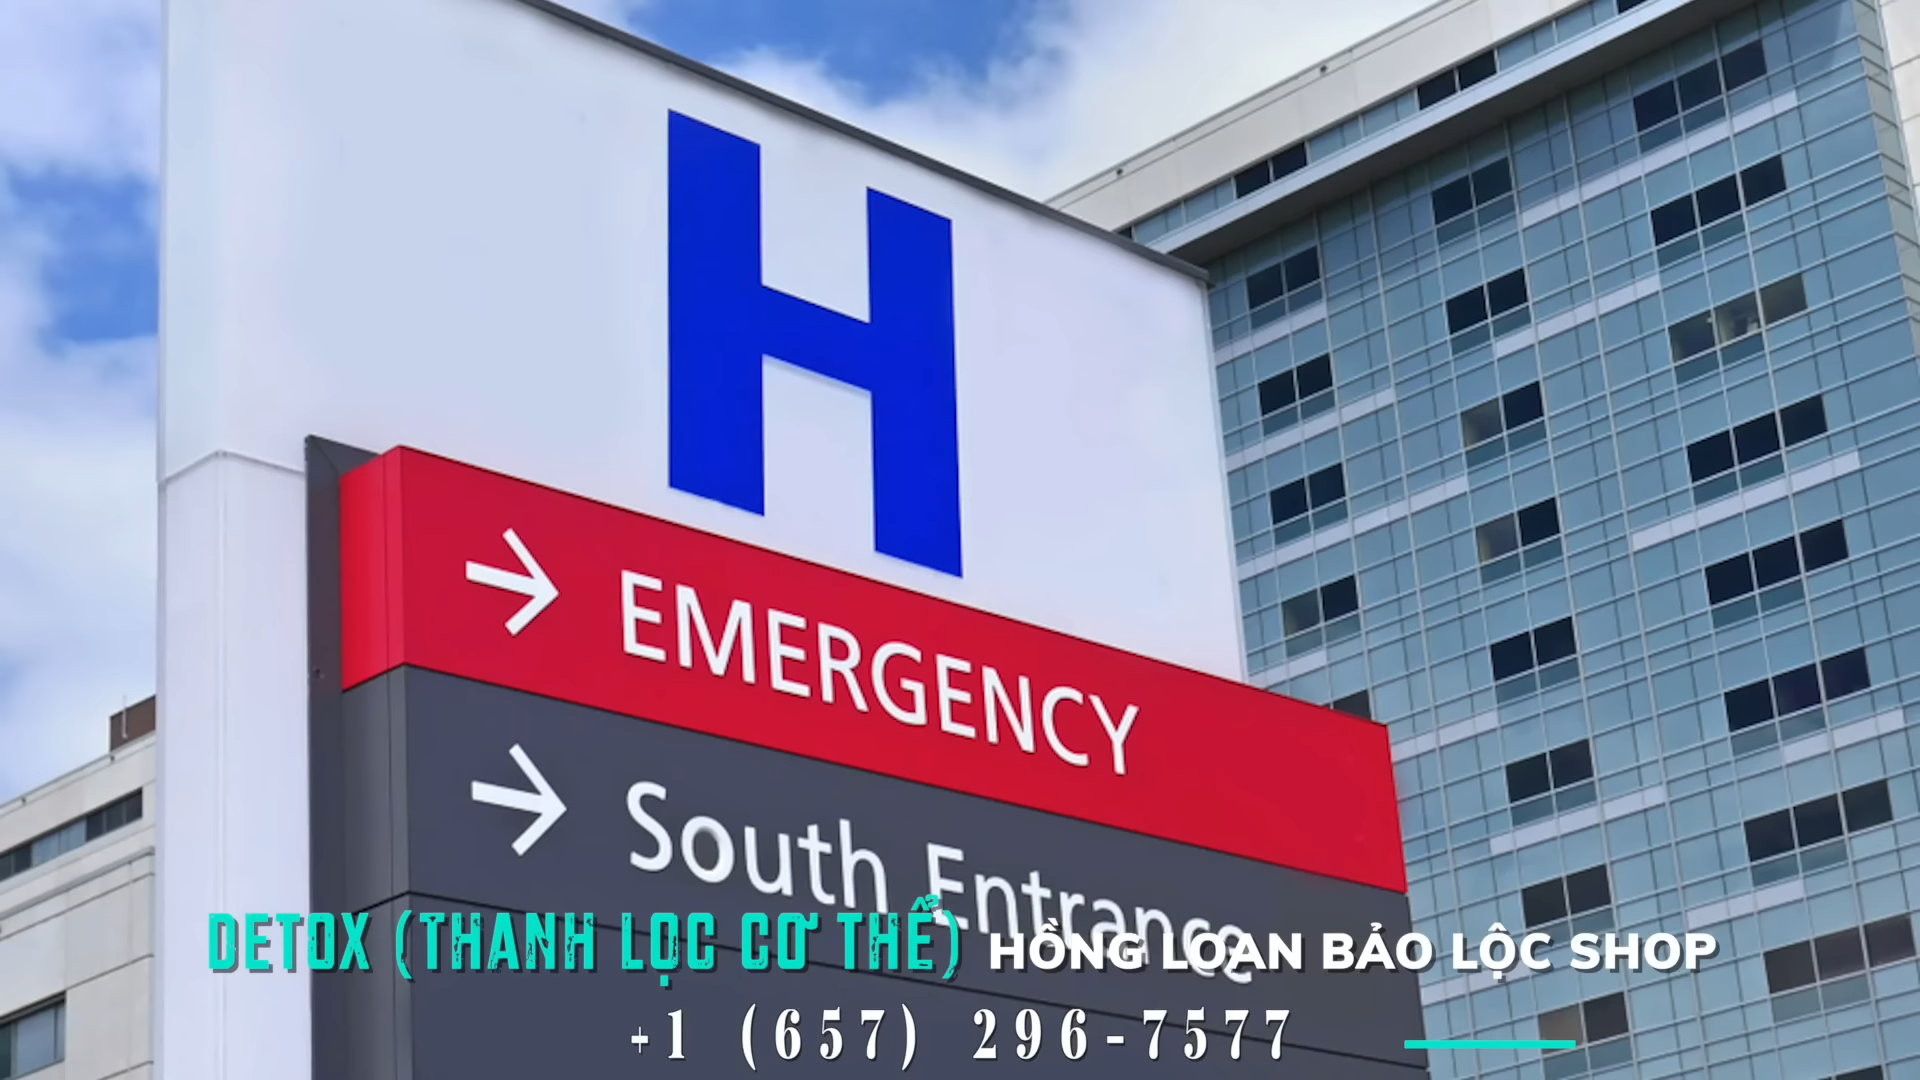 H
→ EMERGENCY
→ South Entrance
DETOX (THANH LỌC CƠ THỂ) HỒNG LOAN BẢO LỘC SHOP
+1 (657) 296-7577